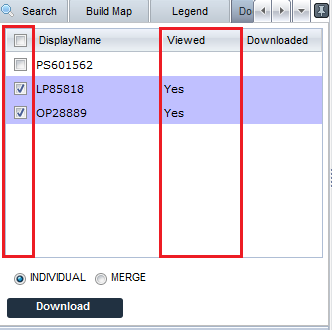 Search Build Map Legend Do
DisplayName Viewed Downloaded
PS601562
LP85818 Yes
OP28889 Yes
INDIVIDUAL MERGE
Download